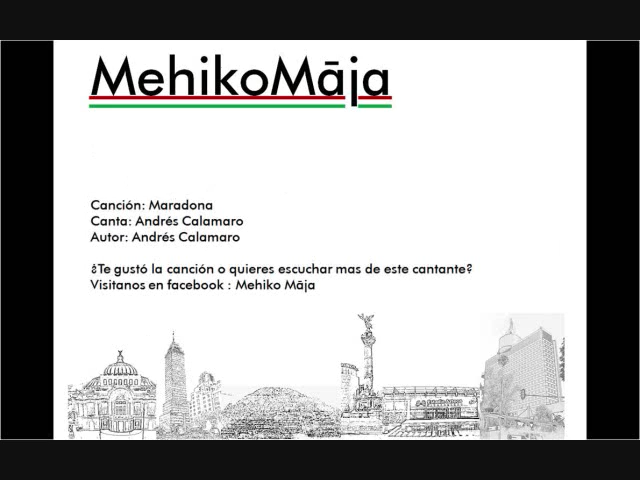 MehikoMāja
Canción: Maradona
Canta: Andrés Calamaro
Autor: Andrés Calamaro
¿Te gustó la canción o quieres escuchar mas de este cantante?
Visitanos en facebook : Mehiko Māja